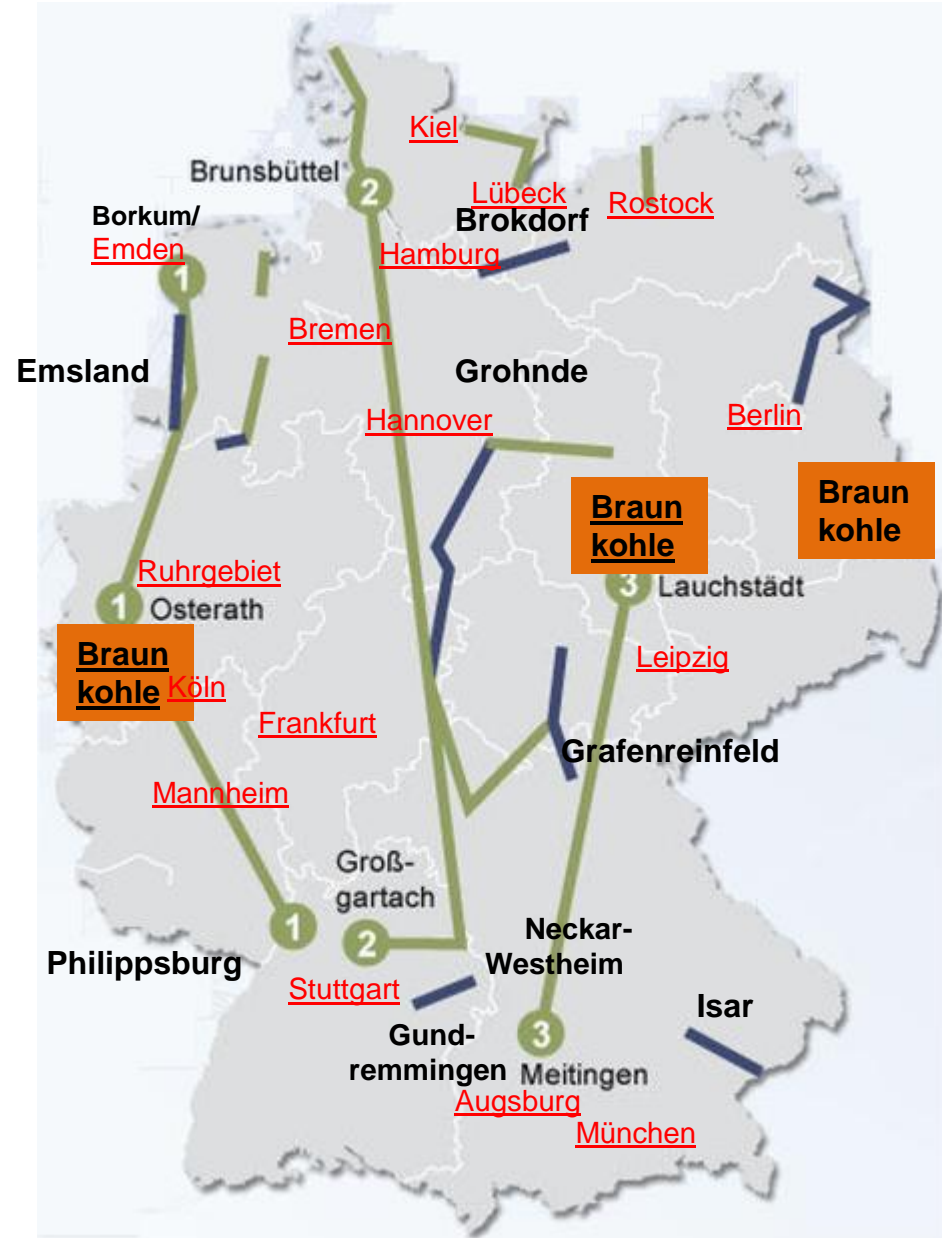 Kiel
Brunsbüttel
2
Lübeck
Rostock
Borkum/
Emden
Brokdorf
Hamburg
1
Bremen
Emsland
Grohnde
Hannover
Berlin
Braun
kohle
Braun
kohle
Ruhrgebiet
1
Osterath
3
Lauchstädt
Braun
kohle
Köln
Leipzig
Frankfurt
Grafenreinfeld
Mannheim
Groß-
gartach
1
2
Philippsburg
Neckar-
Westheim
Stuttgart
Isar
Gund-
remmingen
3
Meitingen
Augsburg
München